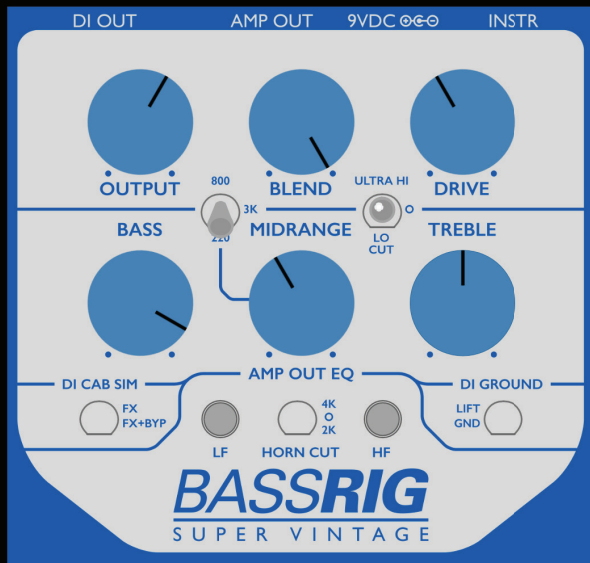 DI OUT AMP OUT 9VDC INSTR
OUTPUT BLEND DRIVE
800 ULTRA HI
3K O
220 LO
CUT
BASS MIDRANGE TREBLE
DI CAB SIM AMP OUT EQ DI GROUND
FX 4K LIFT
FX+BYP O GND
2K
LF HORN CUT HF
BASSRIG
SUPER VINTAGE